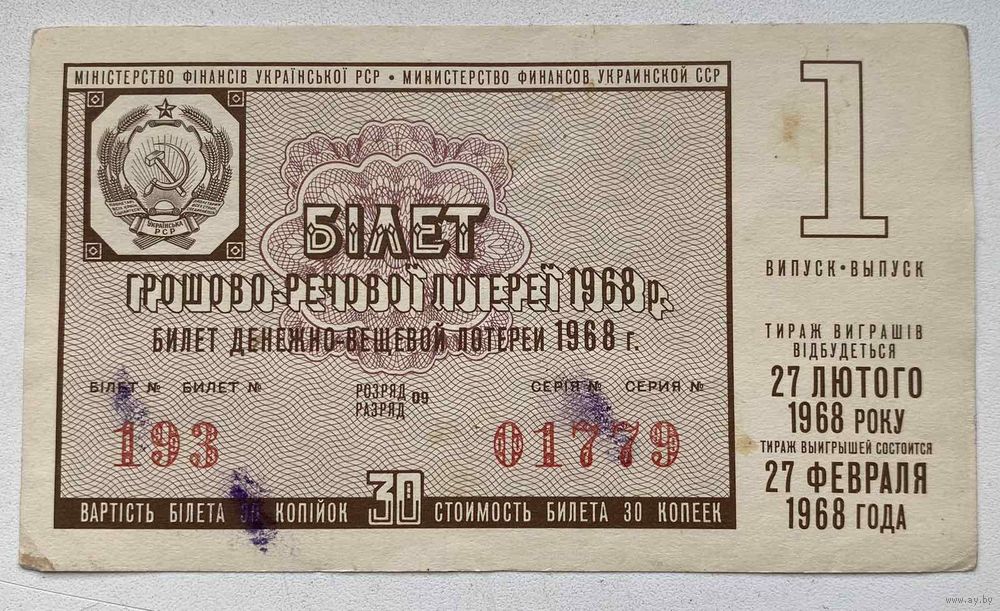 МІНІСТЕРСТВО ФІНАНСІВ УКРАЇНСЬКОЇ РСР • МИНИСТЕРСТВО ФИНАНСОВ УКРАИНСКОЙ ССР
УКРАЇНСЬКА
РСР
БІЛЕТ
ГРОШОВО-РЕЧОВОЇ ЛОТЕРЕЇ 1968 р.
БИЛЕТ ДЕНЕЖНО-ВЕЩЕВОЙ ЛОТЕРЕИ 1968 г.
БІЛЕТ № БИЛЕТ №
РОЗРЯД
РАЗРЯД
09
СЕРІЯ № СЕРИЯ №
193
01779
ВАРТІСТЬ БІЛЕТА 30 КОПІЙОК
30
СТОИМОСТЬ БИЛЕТА 30 КОПЕЕК
1
ВИПУСК • ВЫПУСК
ТИРАЖ ВИГРАШІВ
ВІДБУДЕТЬСЯ
27 ЛЮТОГО
1968 РОКУ
ТИРАЖ ВЫИГРЫШЕЙ СОСТОИТСЯ
27 ФЕВРАЛЯ
1968 ГОДА
www.ay.by